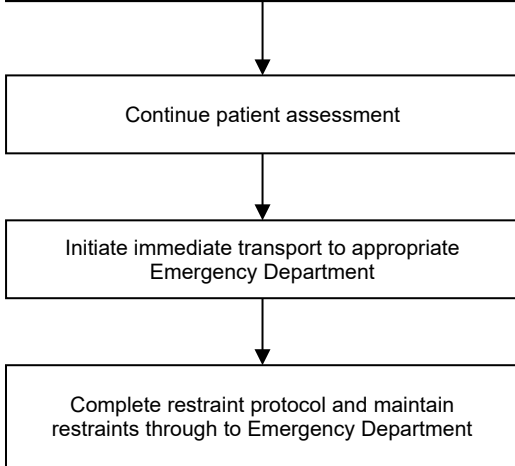 Continue patient assessment
Initiate immediate transport to appropriate
Emergency Department
Complete restraint protocol and maintain
restraints through to Emergency Department